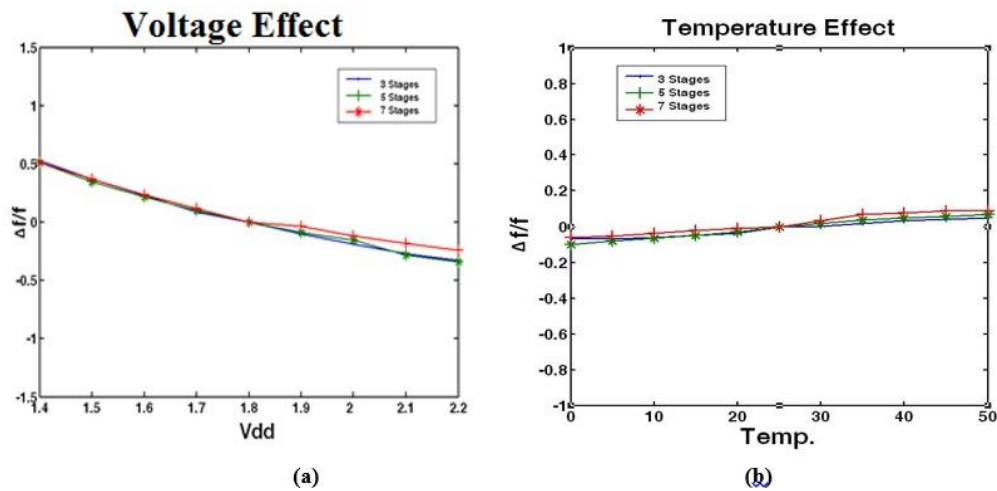 Voltage Effect
1.5
1
0.5
0
-0.5
-1
-1.5
Δf/f
3 Stages
5 Stages
7 Stages
1.4 1.5 1.6 1.7 1.8 1.9 2 2.1 2.2
Vdd
(a)
Temperature Effect
1
0.8
0.6
0.4
0.2
0
-0.2
-0.4
-0.6
-0.8
-1
Δf/f
3 Stages
5 Stages
7 Stages
0 10 20 30 40 50
Temp.
(b)